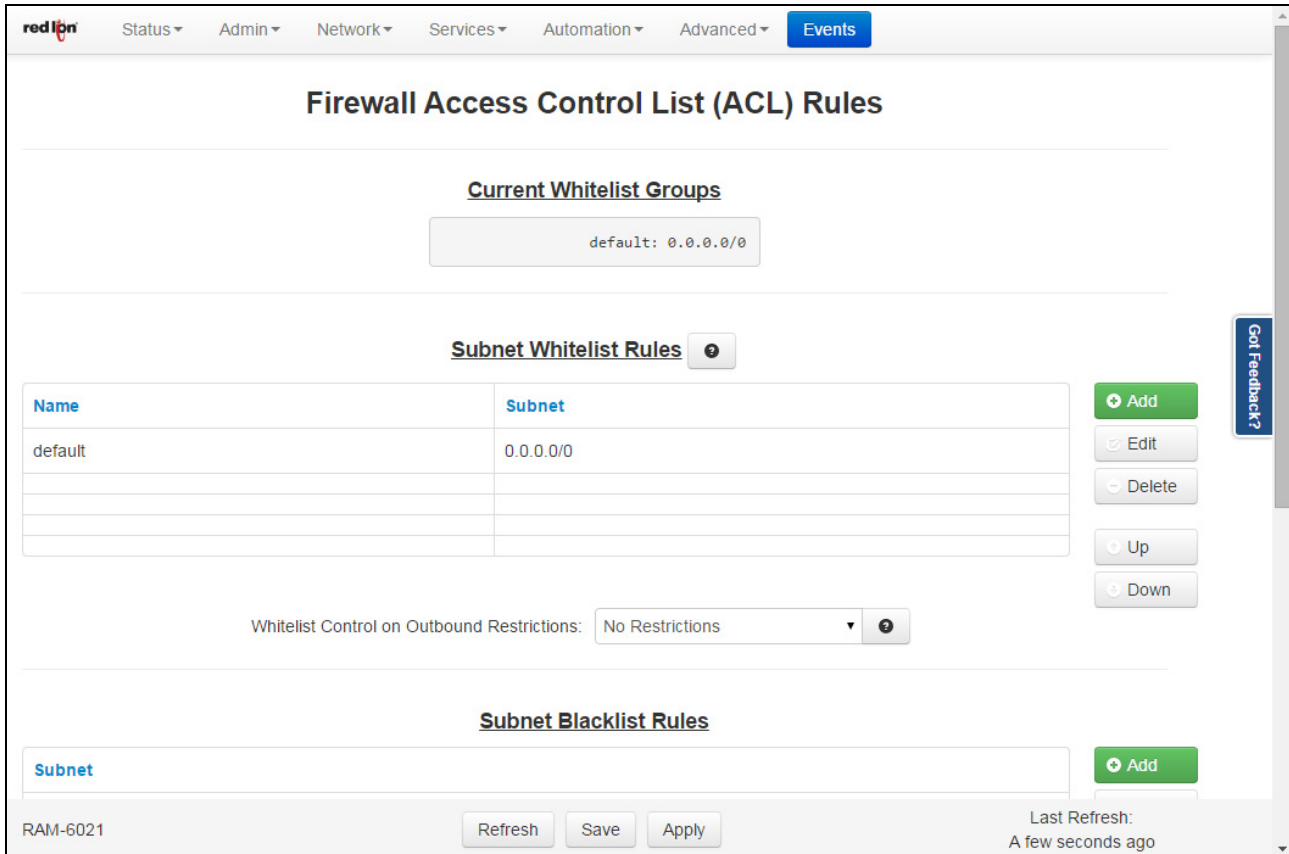 red lion Status Admin Network Services Automation Advanced Events
Firewall Access Control List (ACL) Rules
Current Whitelist Groups
default: 0.0.0.0/0
Subnet Whitelist Rules
Name Subnet Add
default 0.0.0.0/0 Edit
Delete
Up
Down
Whitelist Control on Outbound Restrictions: No Restrictions
Got Feedback?
Subnet Blacklist Rules
Subnet Add
RAM-6021 Refresh Save Apply Last Refresh:
A few seconds ago